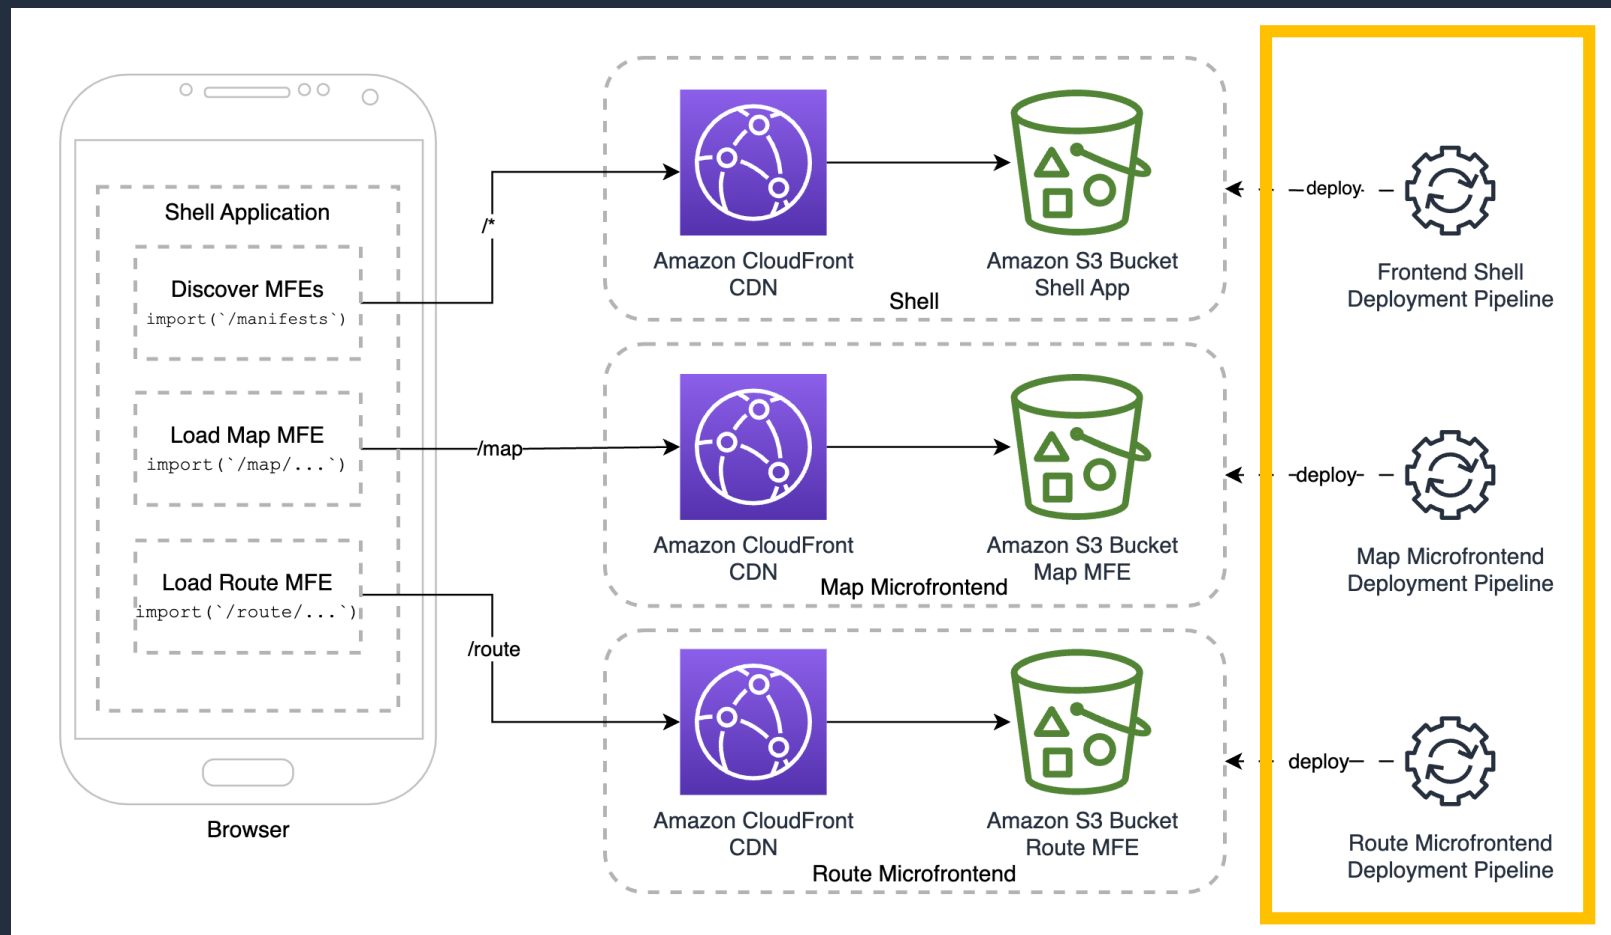 Shell Application
Discover MFEs
import(`/manifests`)
Load Map MFE
import(`/map/...`)
Load Route MFE
import(`/route/...`)
Browser
/*
/map
/route
Amazon CloudFront
CDN
Amazon S3 Bucket
Shell App
Shell
Amazon CloudFront
CDN
Amazon S3 Bucket
Map MFE
Map Microfrontend
Amazon CloudFront
CDN
Amazon S3 Bucket
Route MFE
Route Microfrontend
deploy
Frontend Shell
Deployment Pipeline
deploy
Map Microfrontend
Deployment Pipeline
deploy
Route Microfrontend
Deployment Pipeline